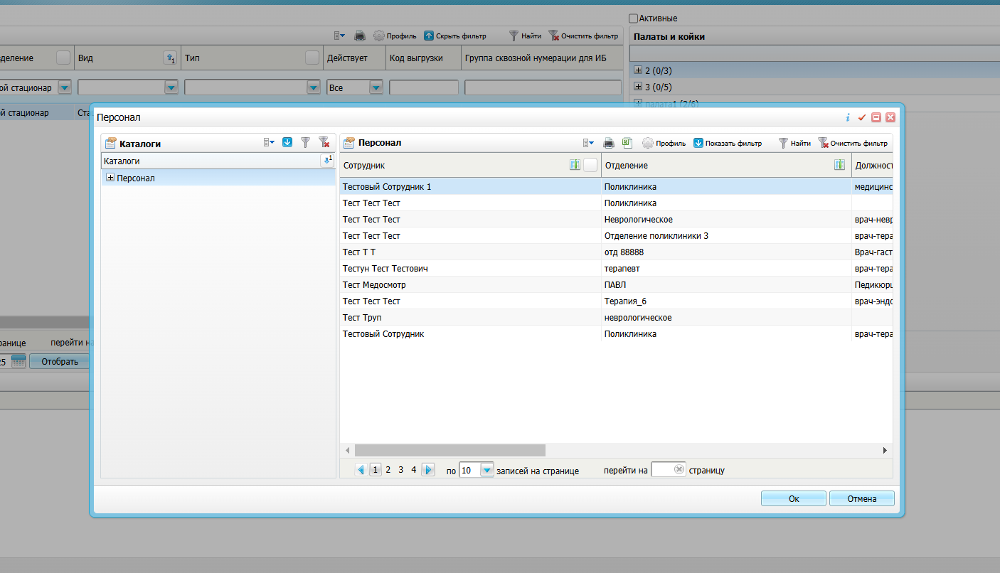 Активные
Профиль Скрыть фильтр Найти Очистить фильтр
Палаты и койки
деление Вид 1 Тип Действует Код выгрузки Группа сквозной нумерации для ИБ
2 (0/3)
ой стационар Все
3 (0/5)
палата1 (2/6)
й стационар Ста
Персонал
Каталоги
Персонал Профиль Показать фильтр Найти Очистить фильтр
Каталоги 1
Сотрудник Отделение Должност
Персонал
Тестовый Сотрудник 1 Поликлиника медицинс
Тест Тест Тест Поликлиника
Тест Тест Тест Неврологическое врач-невр
Тест Тест Тест Отделение поликлиники 3 врач-тера
Тест Т Т отд 88888 Врач-гаст
Тестун Тест Тестович терапевт врач-тера
Тест Медосмотр ПАВЛ Педикюрш
Тест Тест Тест Терапия_6 врач-эндо
Тест Труп неврологическое
Тестовый Сотрудник Поликлиника врач-тера
ранице перейти на
25 Отобрать
1 2 3 4 по 10 записей на странице перейти на страницу
Ок Отмена